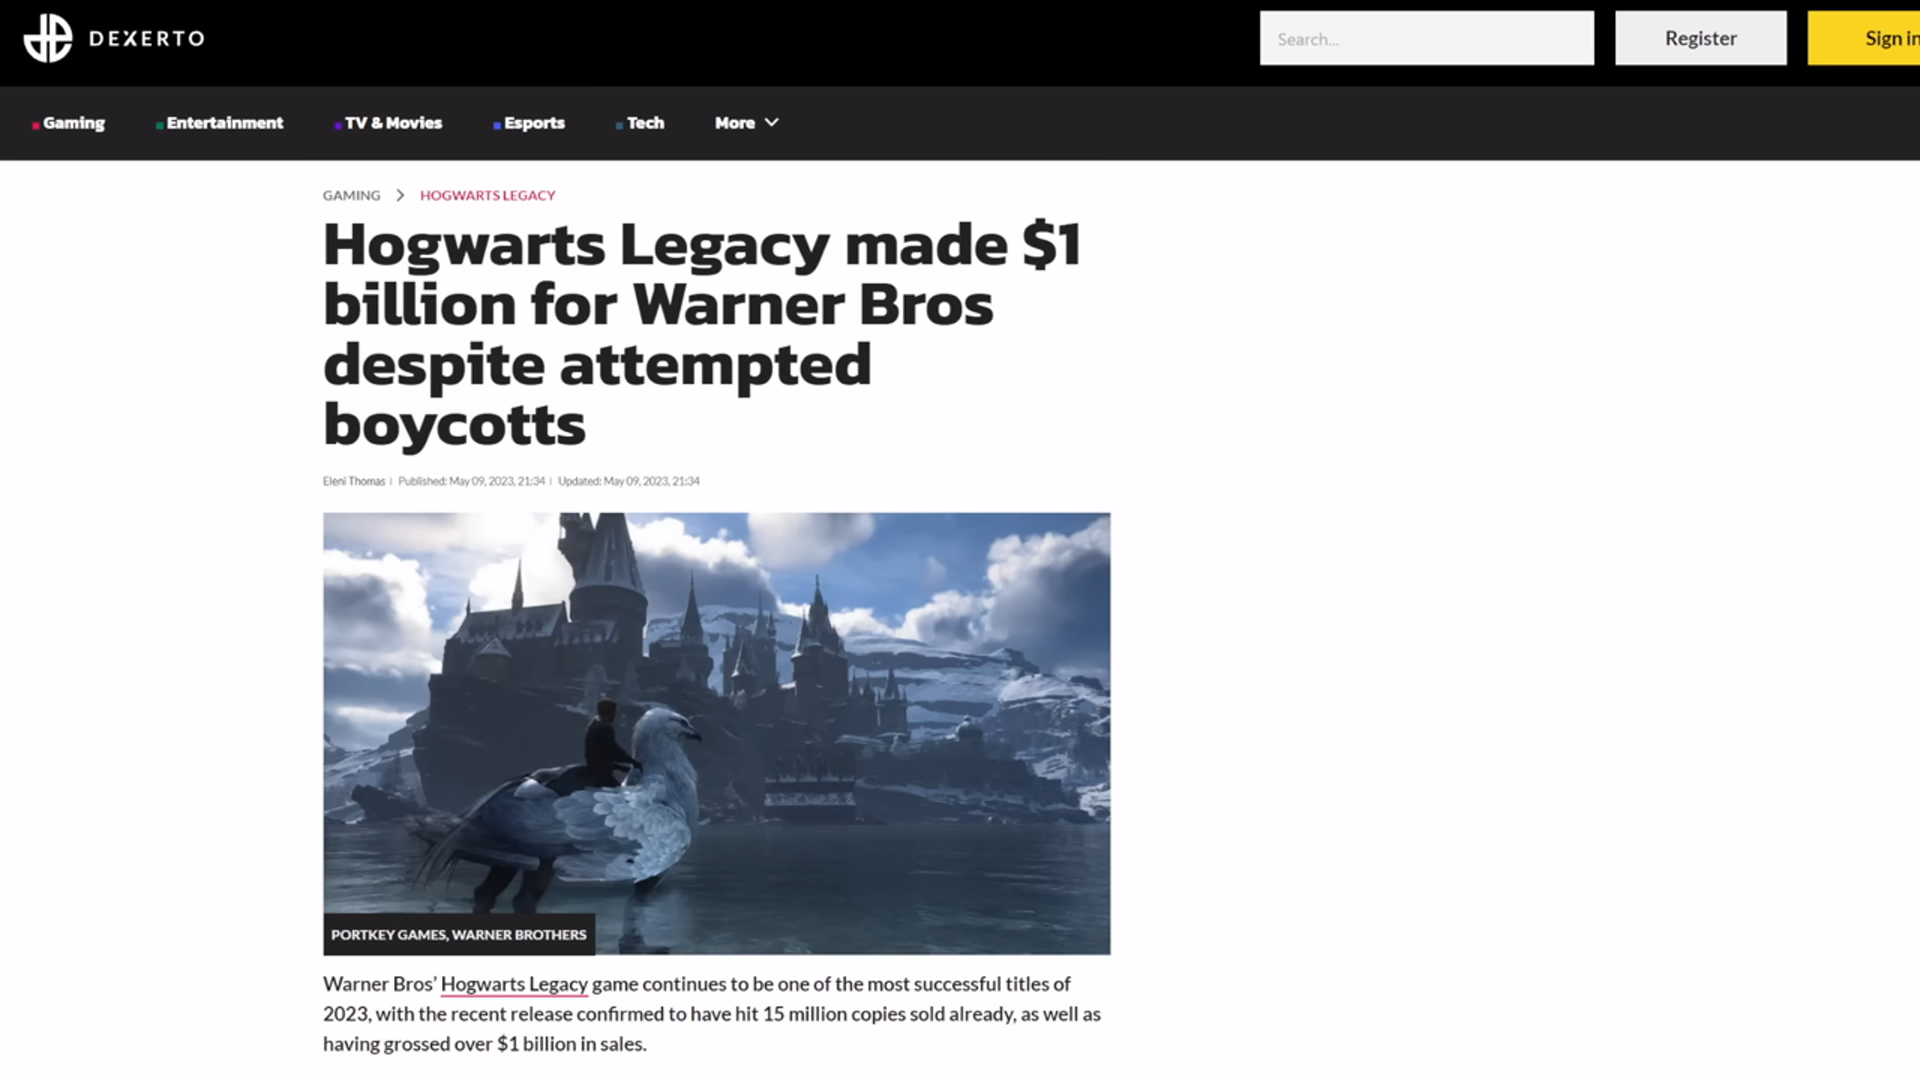 DEXERTO
Search...
Register
Sign in
Gaming
Entertainment
TV & Movies
Esports
Tech
More
GAMING > HOGWARTS LEGACY
Hogwarts Legacy made $1
billion for Warner Bros
despite attempted
boycotts
Eleni Thomas | Published: May 09, 2023, 21:34 | Updated: May 09, 2023, 21:34
PORTKEY GAMES, WARNER BROTHERS
Warner Bros’ Hogwarts Legacy game continues to be one of the most successful titles of
2023, with the recent release confirmed to have hit 15 million copies sold already, as well as
having grossed over $1 billion in sales.